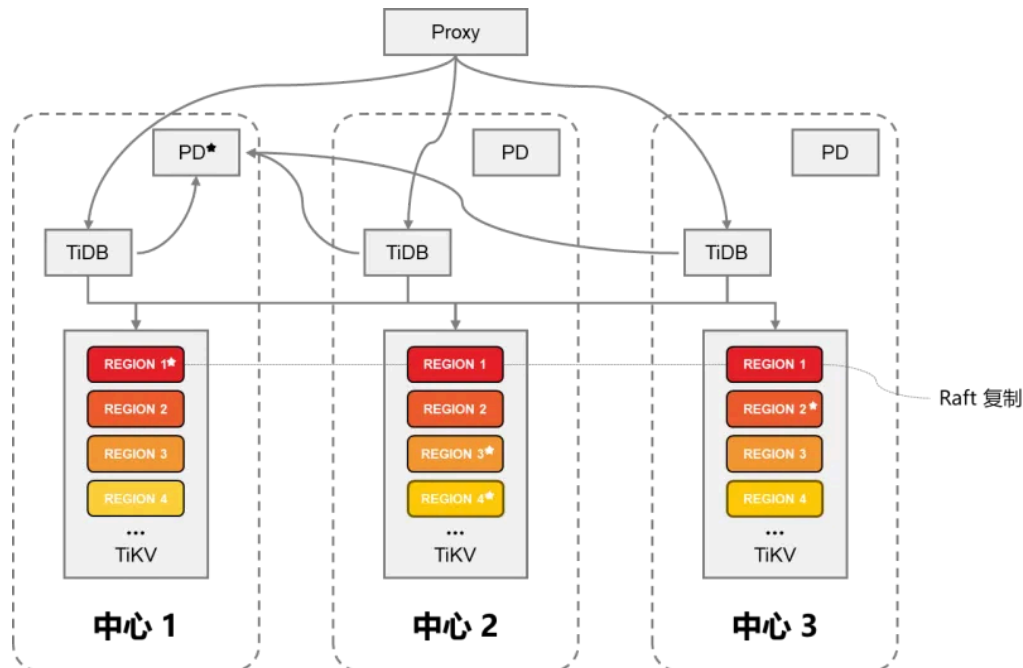 Proxy
PD★
PD
PD
TiDB
TiDB
TiDB
REGION 1★
REGION 1
REGION 1
Raft 复制
REGION 2
REGION 2
REGION 2★
REGION 3
REGION 3★
REGION 3
REGION 4
REGION 4★
REGION 4
...
...
...
TiKV
TiKV
TiKV
中心 1
中心 2
中心 3